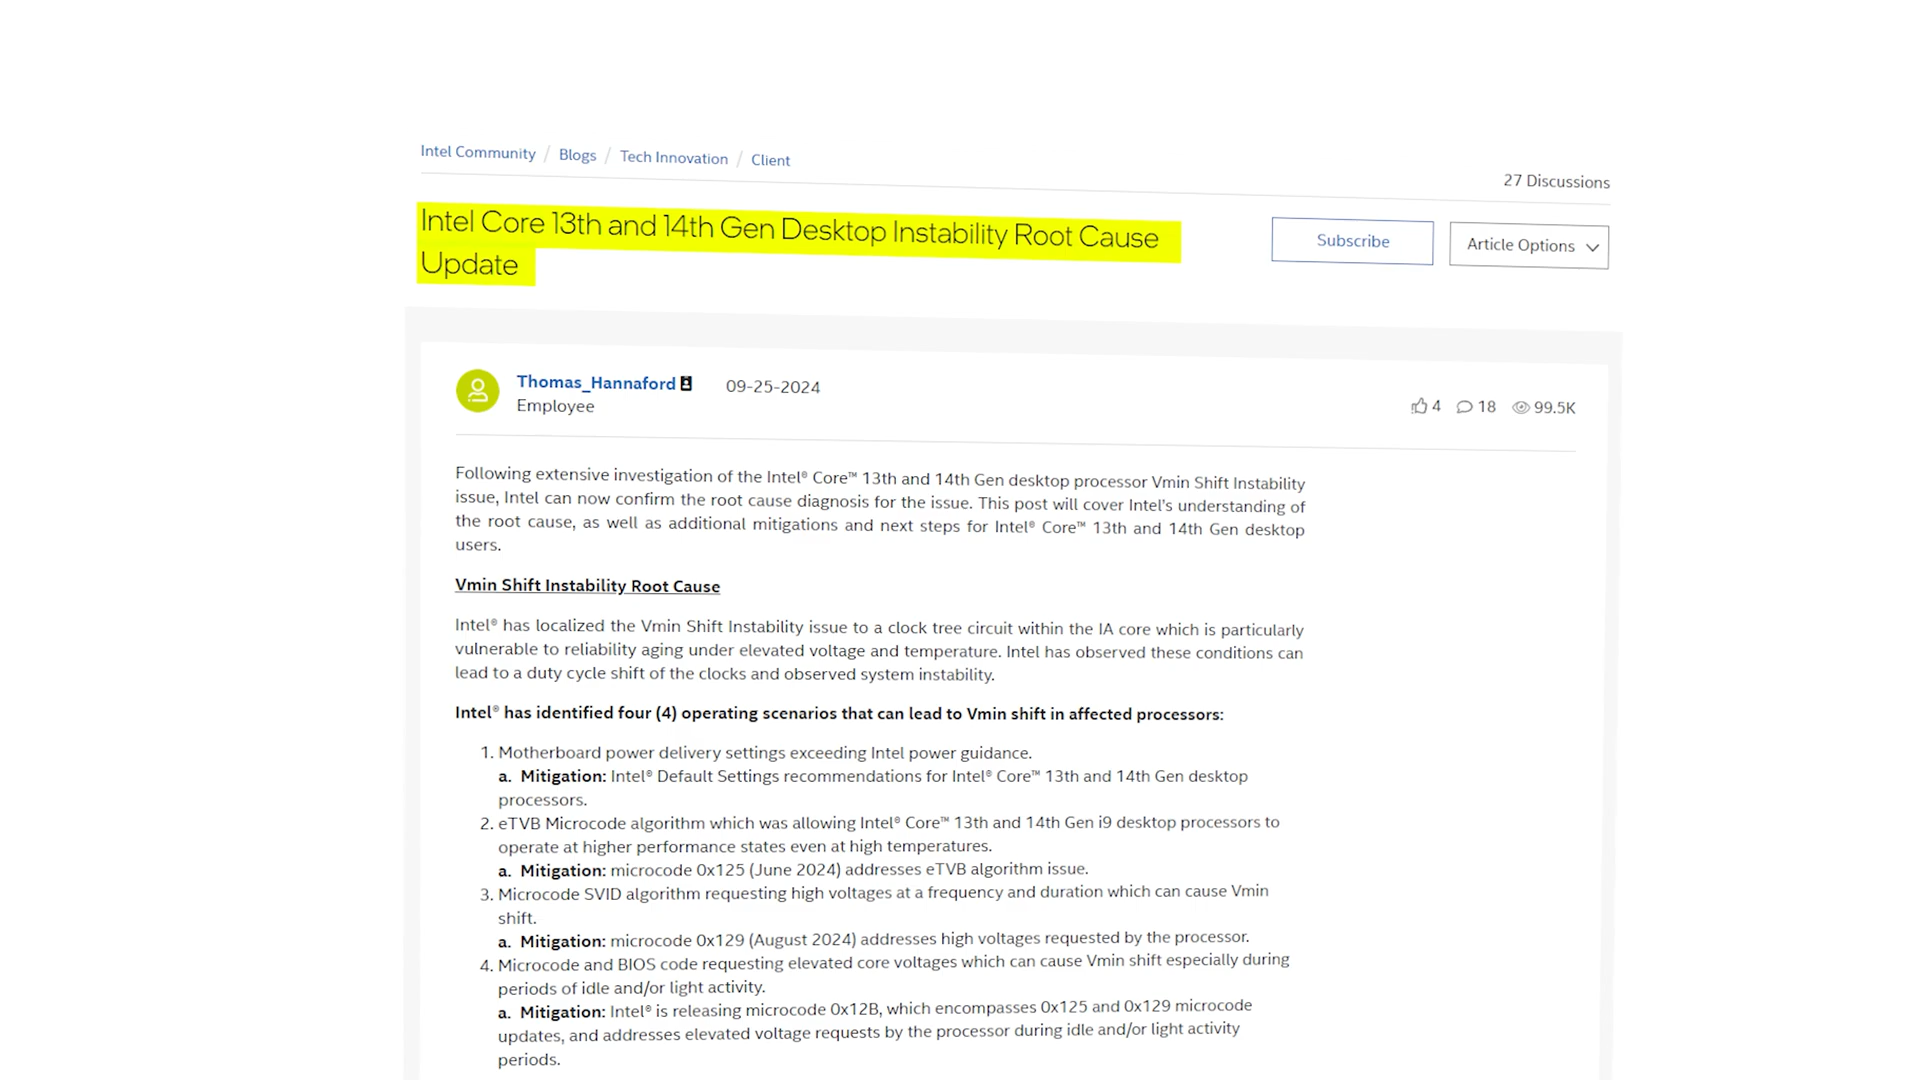 Intel Community / Blogs / Tech Innovation / Client
27 Discussions
Intel Core 13th and 14th Gen Desktop Instability Root Cause
Update
Subscribe
Article Options
Thomas_Hannaford
09-25-2024
Employee
4 18 99.5K
Following extensive investigation of the Intel® Core™ 13th and 14th Gen desktop processor Vmin Shift Instability
issue, Intel can now confirm the root cause diagnosis for the issue. This post will cover Intel's understanding of
the root cause, as well as additional mitigations and next steps for Intel® Core™ 13th and 14th Gen desktop
users.
Vmin Shift Instability Root Cause
Intel® has localized the Vmin Shift Instability issue to a clock tree circuit within the IA core which is particularly
vulnerable to reliability aging under elevated voltage and temperature. Intel has observed these conditions can
lead to a duty cycle shift of the clocks and observed system instability.
Intel® has identified four (4) operating scenarios that can lead to Vmin shift in affected processors:
1. Motherboard power delivery settings exceeding Intel power guidance.
a. Mitigation: Intel® Default Settings recommendations for Intel® Core™ 13th and 14th Gen desktop
processors.
2. eTVB Microcode algorithm which was allowing Intel® Core™ 13th and 14th Gen i9 desktop processors to
operate at higher performance states even at high temperatures.
a. Mitigation: microcode 0x125 (June 2024) addresses eTVB algorithm issue.
3. Microcode SVID algorithm requesting high voltages at a frequency and duration which can cause Vmin
shift.
a. Mitigation: microcode 0x129 (August 2024) addresses high voltages requested by the processor.
4. Microcode and BIOS code requesting elevated core voltages which can cause Vmin shift especially during
periods of idle and/or light activity.
a. Mitigation: Intel® is releasing microcode 0x12B, which encompasses 0x125 and 0x129 microcode
updates, and addresses elevated voltage requests by the processor during idle and/or light activity
periods.